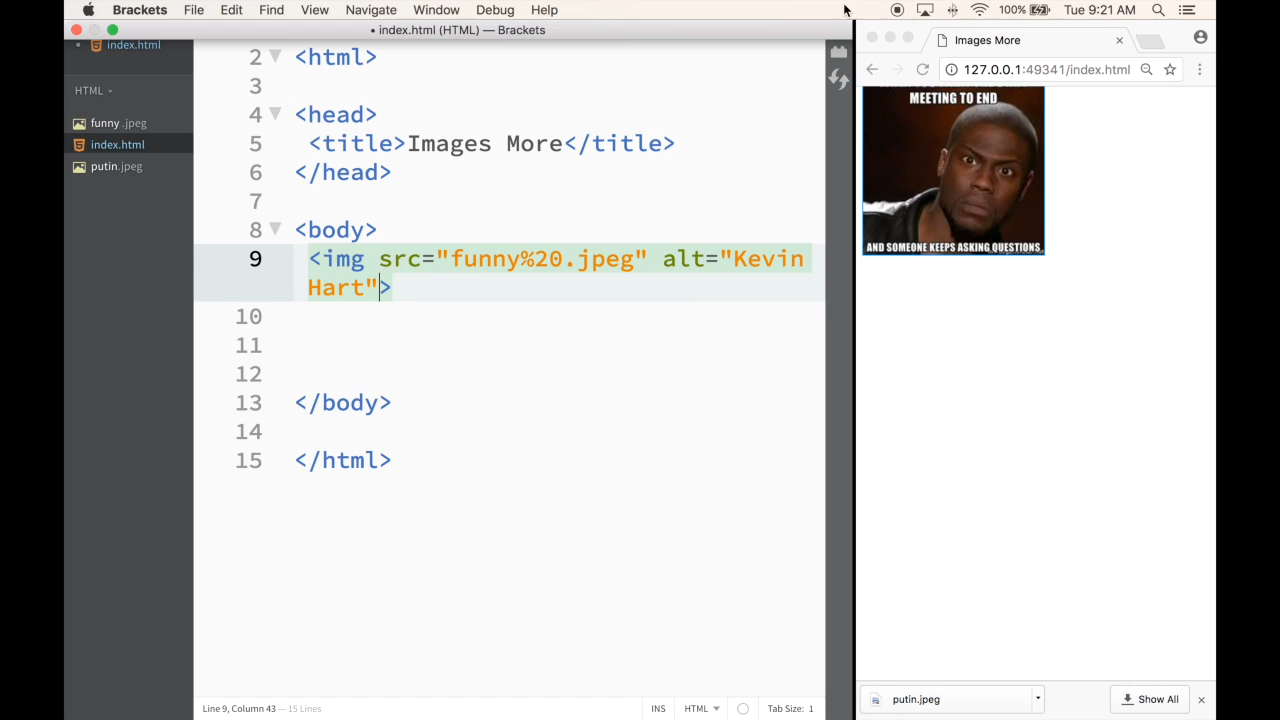 Brackets File Edit Find View Navigate Window Debug Help 100% Tue 9:21 AM
• index.html (HTML) — Brackets
• index.html
HTML
funny .jpeg
index.html
putin.jpeg
2 <html>
3
4 <head>
5 <title>Images More</title>
6 </head>
7
8 <body>
9 <img src="funny%20.jpeg" alt="Kevin
Hart">
10
11
12
13 </body>
14
15 </html>
Line 9, Column 43 — 15 Lines INS HTML Tab Size: 1
Images More
127.0.0.1:49341/index.html
MEETING TO END
AND SOMEONE KEEPS ASKING QUESTIONS
putin.jpeg Show All